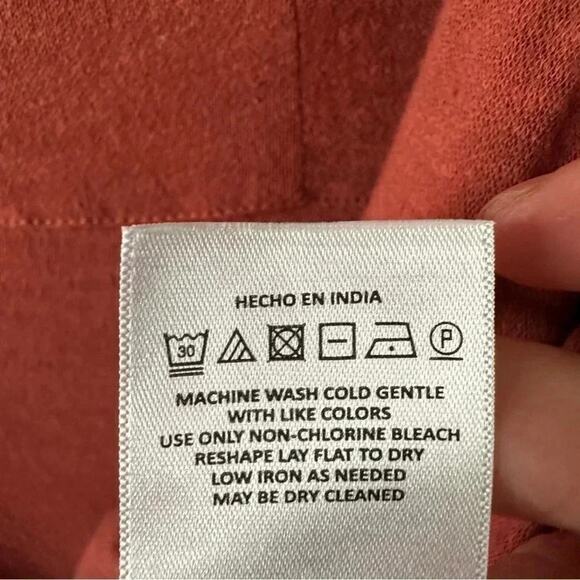 HECHO EN INDIA
30 P
MACHINE WASH COLD GENTLE
WITH LIKE COLORS
USE ONLY NON-CHLORINE BLEACH
RESHAPE LAY FLAT TO DRY
LOW IRON AS NEEDED
MAY BE DRY CLEANED